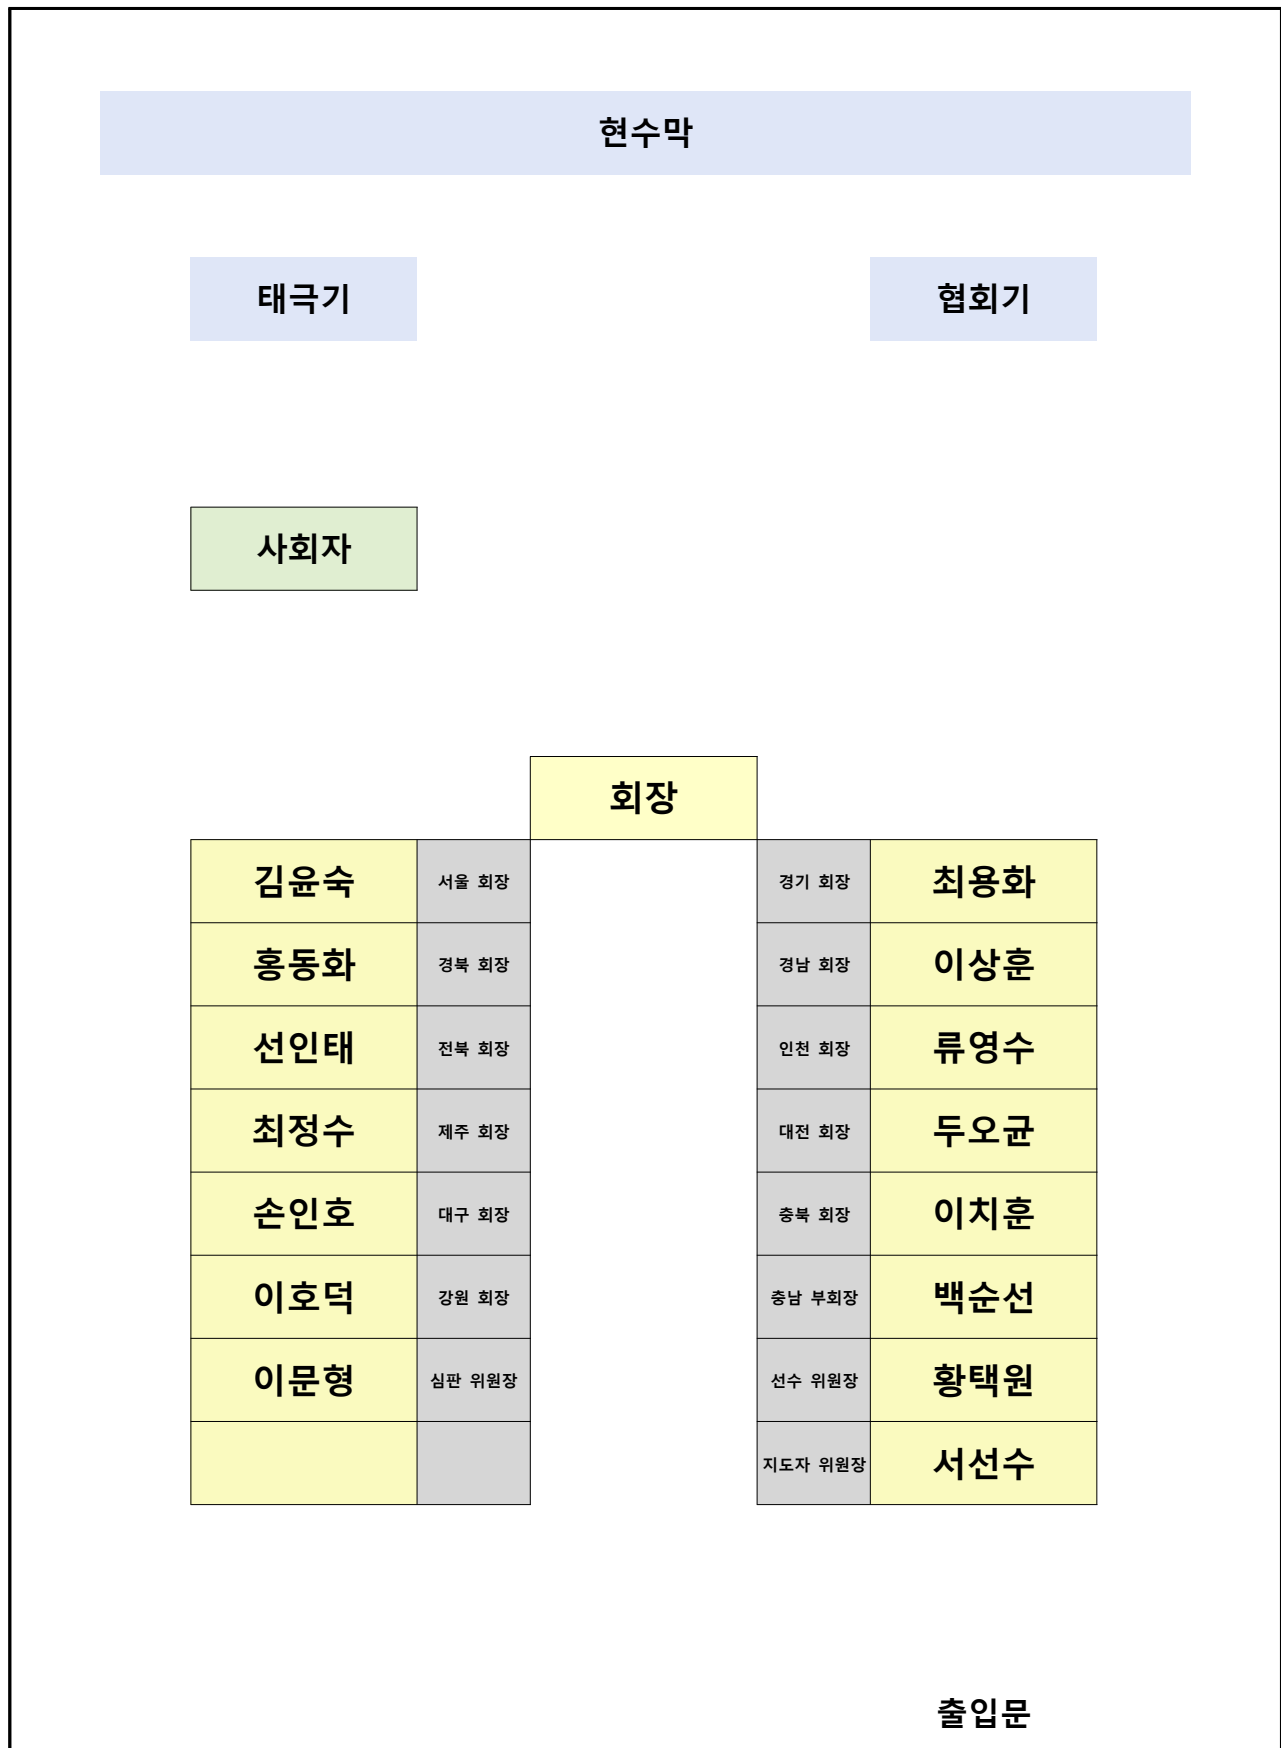 현수막
태극기 협회기
사회자
회장
김윤숙 서울 회장 경기 회장 최용화
홍동화 경북 회장 경남 회장 이상훈
선인태 전북 회장 인천 회장 류영수
최정수 제주 회장 대전 회장 두오균
손인호 대구 회장 충북 회장 이치훈
이호덕 강원 회장 충남 부회장 백순선
이문형 심판 위원장 선수 위원장 황택원
지도자 위원장 서선수
출입문